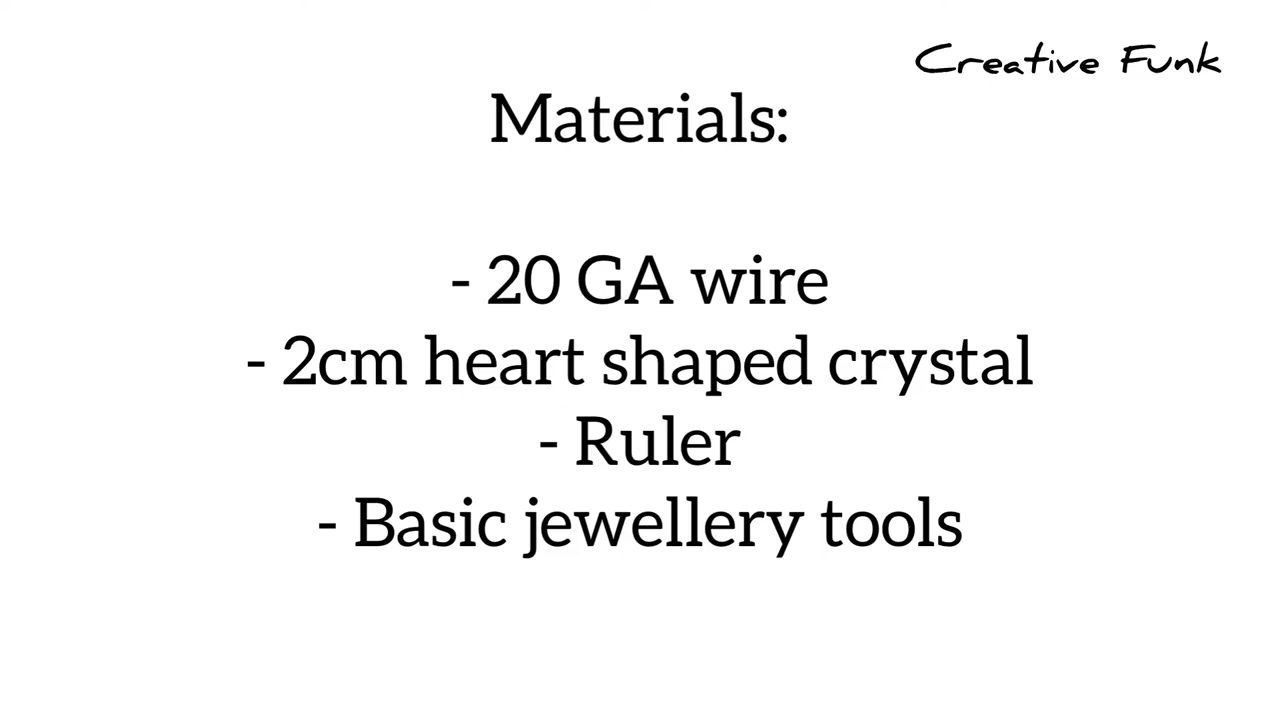 Creative Funk
Materials:
- 20 GA wire
- 2cm heart shaped crystal
- Ruler
- Basic jewellery tools